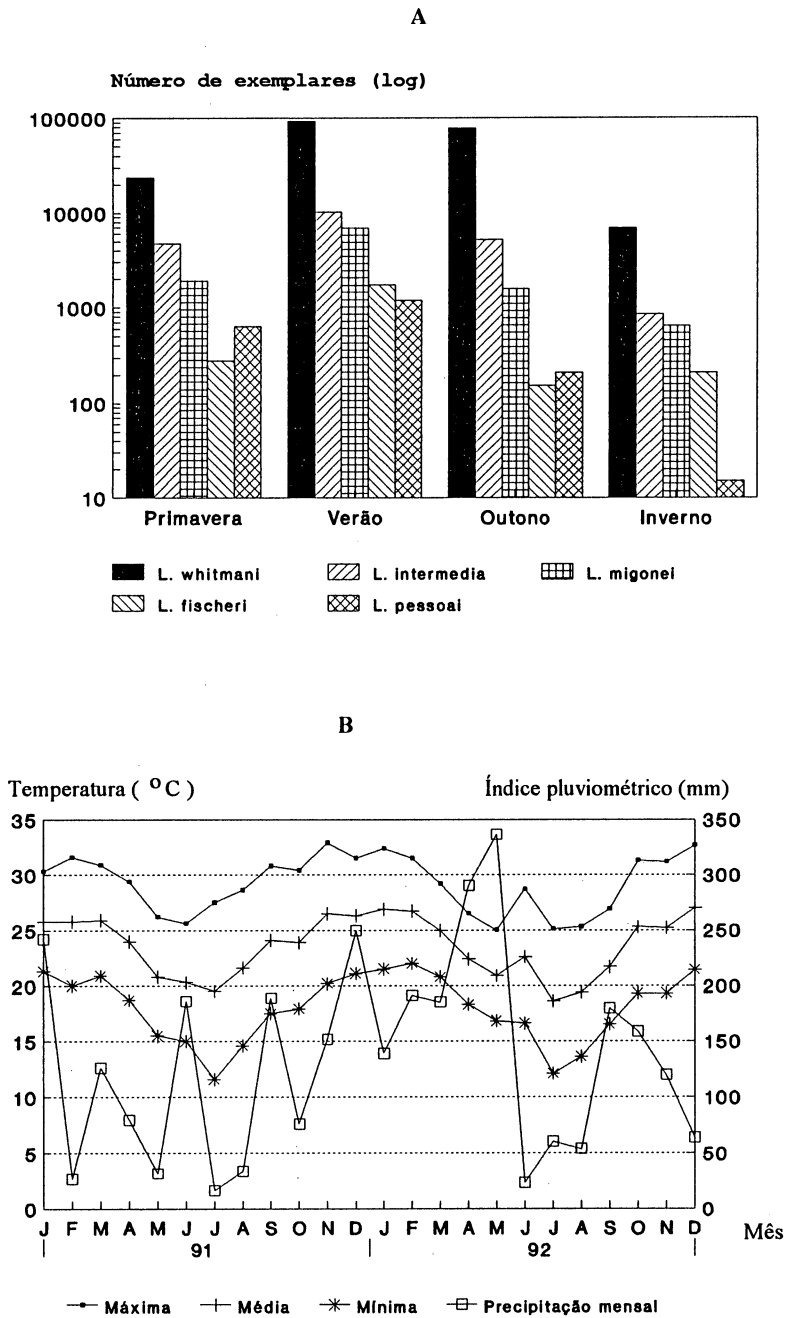 A
Número de exemplares (log)
100000
10000
1000
100
10
Primavera Verão Outono Inverno
L. whitmani L. intermedia L. migonei
L. fischeri L. pessoai
B
Temperatura ( ºC ) Índice pluviométrico (mm)
35 350
30 300
25 250
20 200
15 150
10 100
5 50
0 0
J F M A M J J A S O N D J F M A M J J A S O N D Mês
91 92
Máxima Média Mínima Precipitação mensal